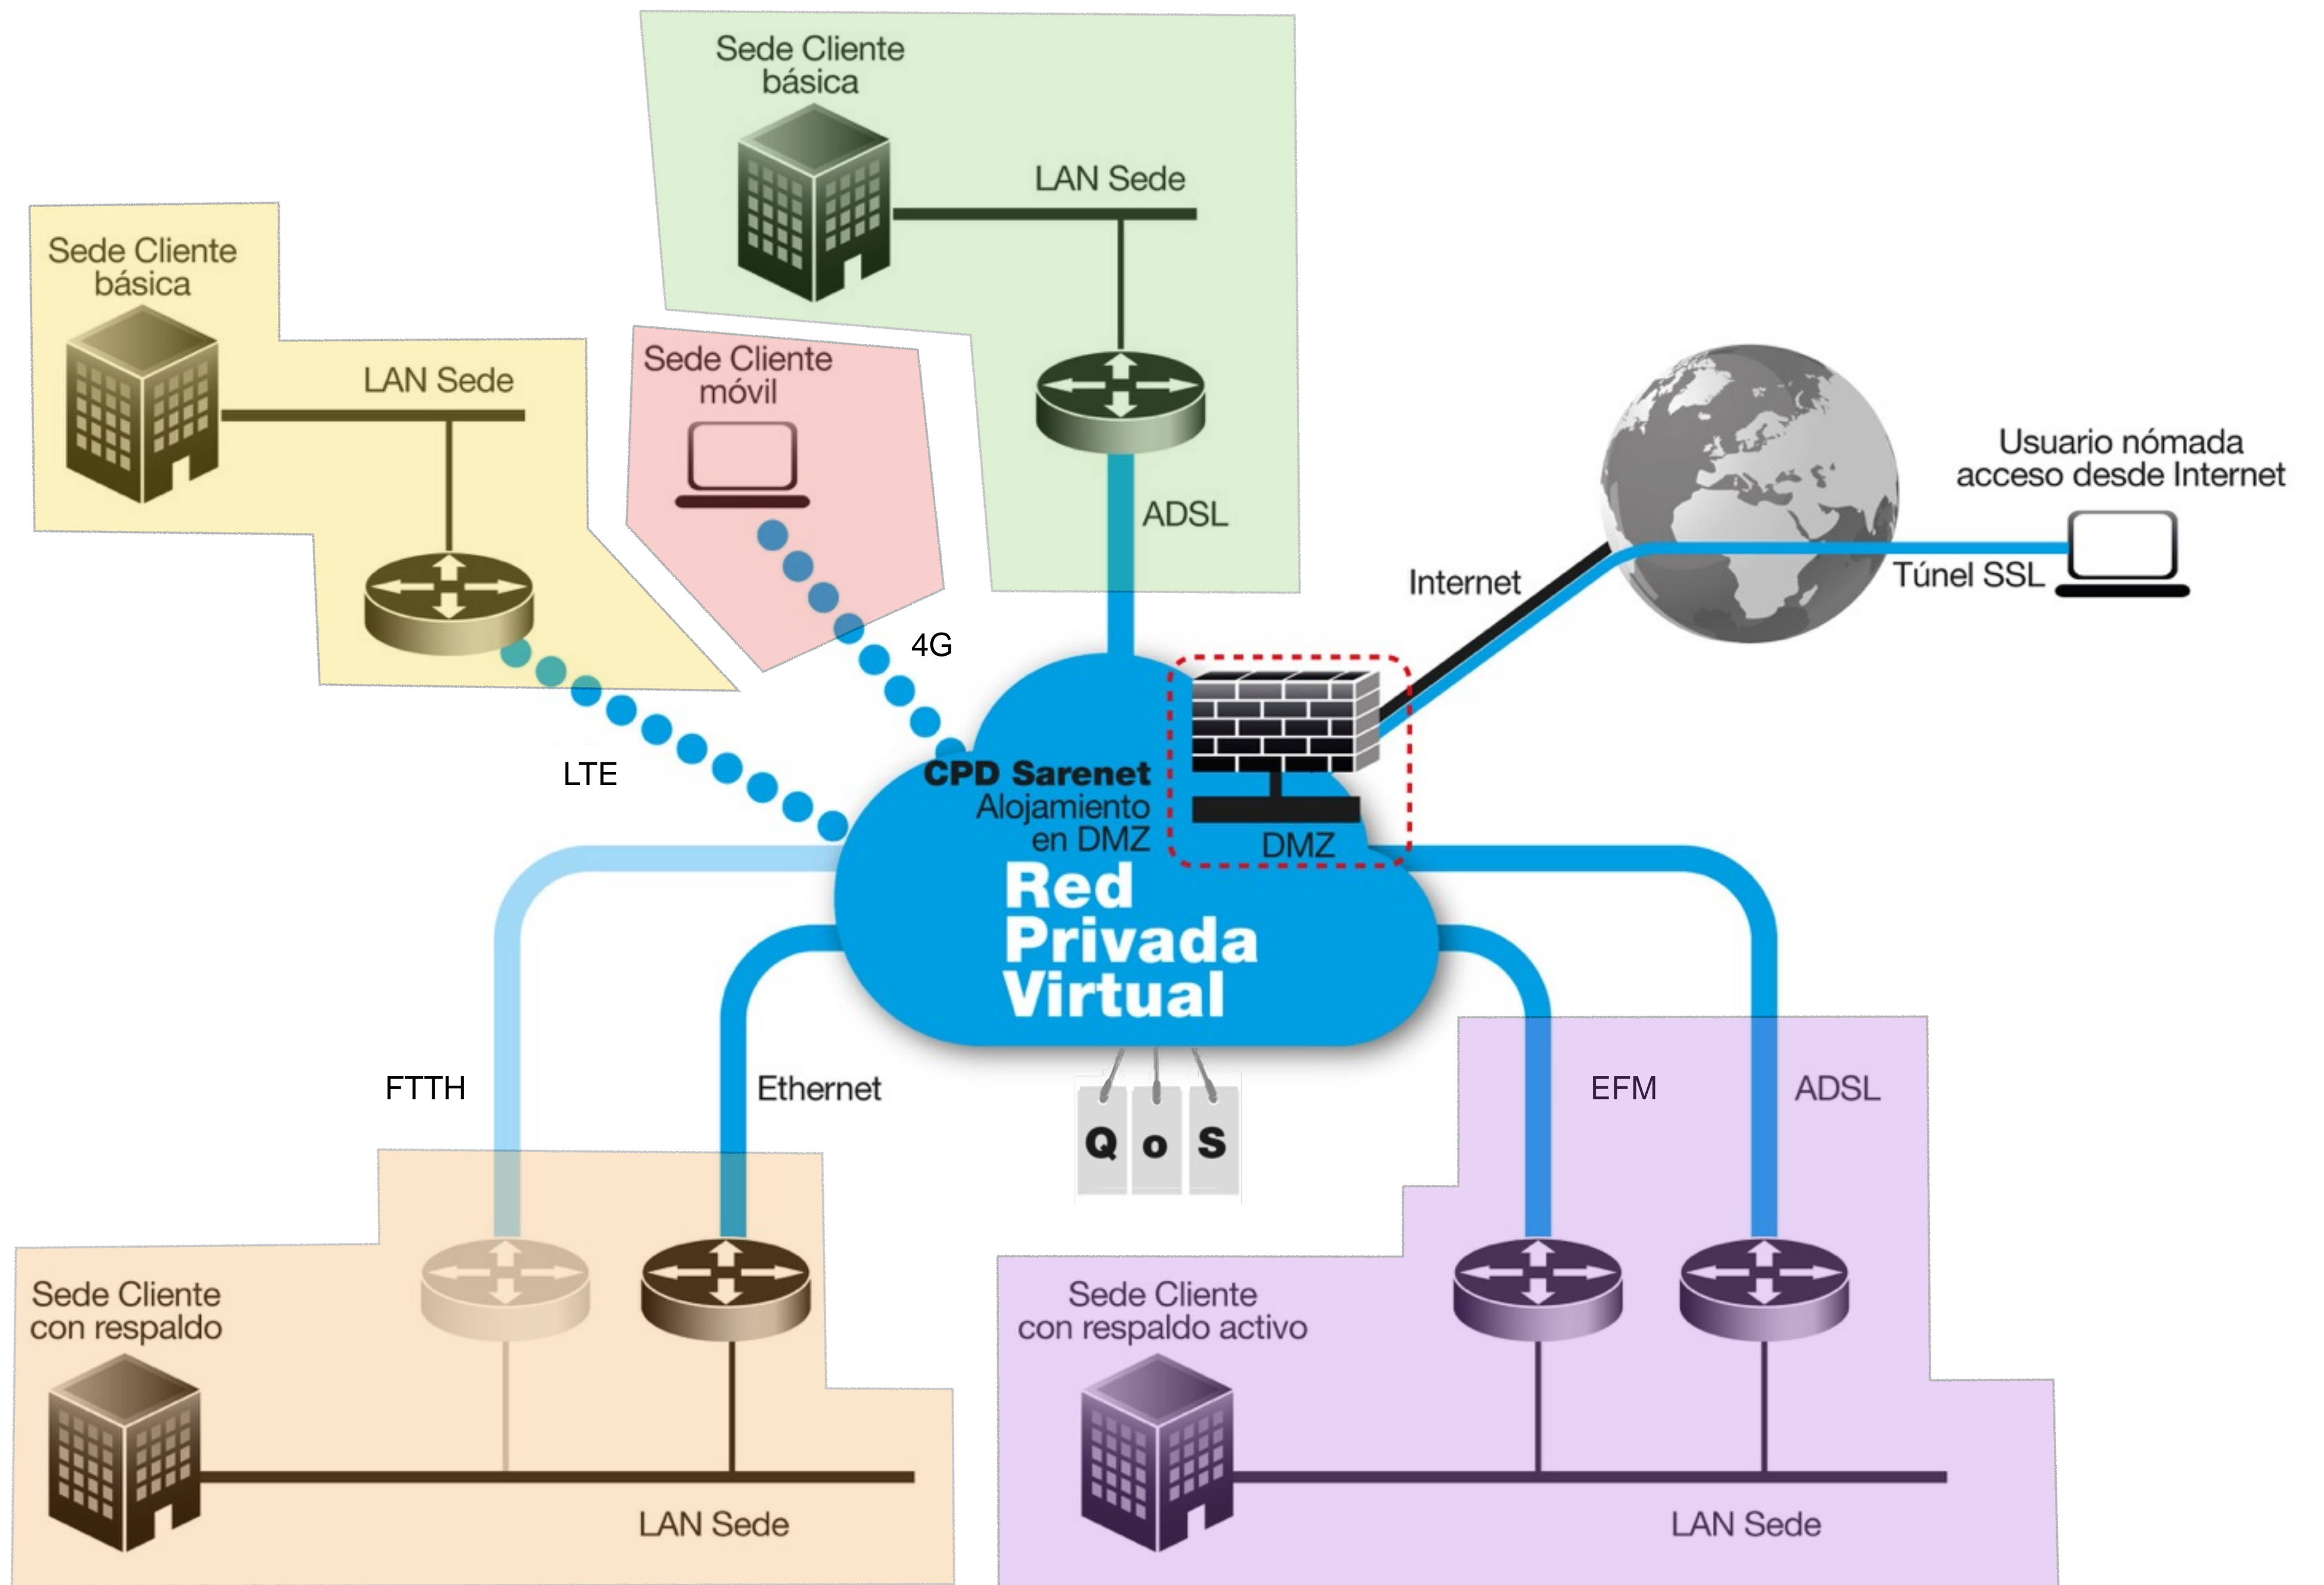 Sede Cliente
básica
LAN Sede
ADSL
Sede Cliente
básica
LAN Sede
LTE
Sede Cliente
móvil
4G
Usuario nómada
acceso desde Internet
Internet
Túnel SSL
CPD Sarenet
Alojamiento
en DMZ
DMZ
Red
Privada
Virtual
QoS
FTTH
Ethernet
EFM
ADSL
Sede Cliente
con respaldo
LAN Sede
Sede Cliente
con respaldo activo
LAN Sede